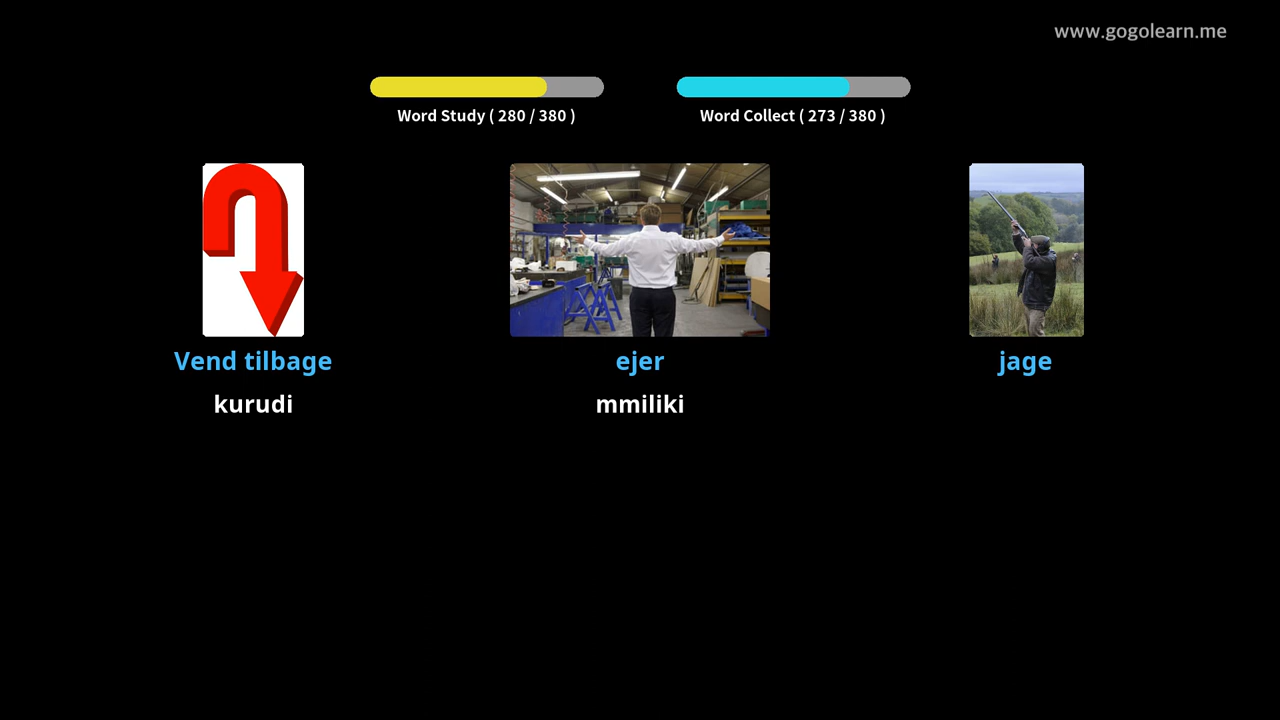 www.gogolearn.me
Word Study ( 280 / 380 )
Word Collect ( 273 / 380 )
Vend tilbage
ejer
jage
kurudi
mmiliki